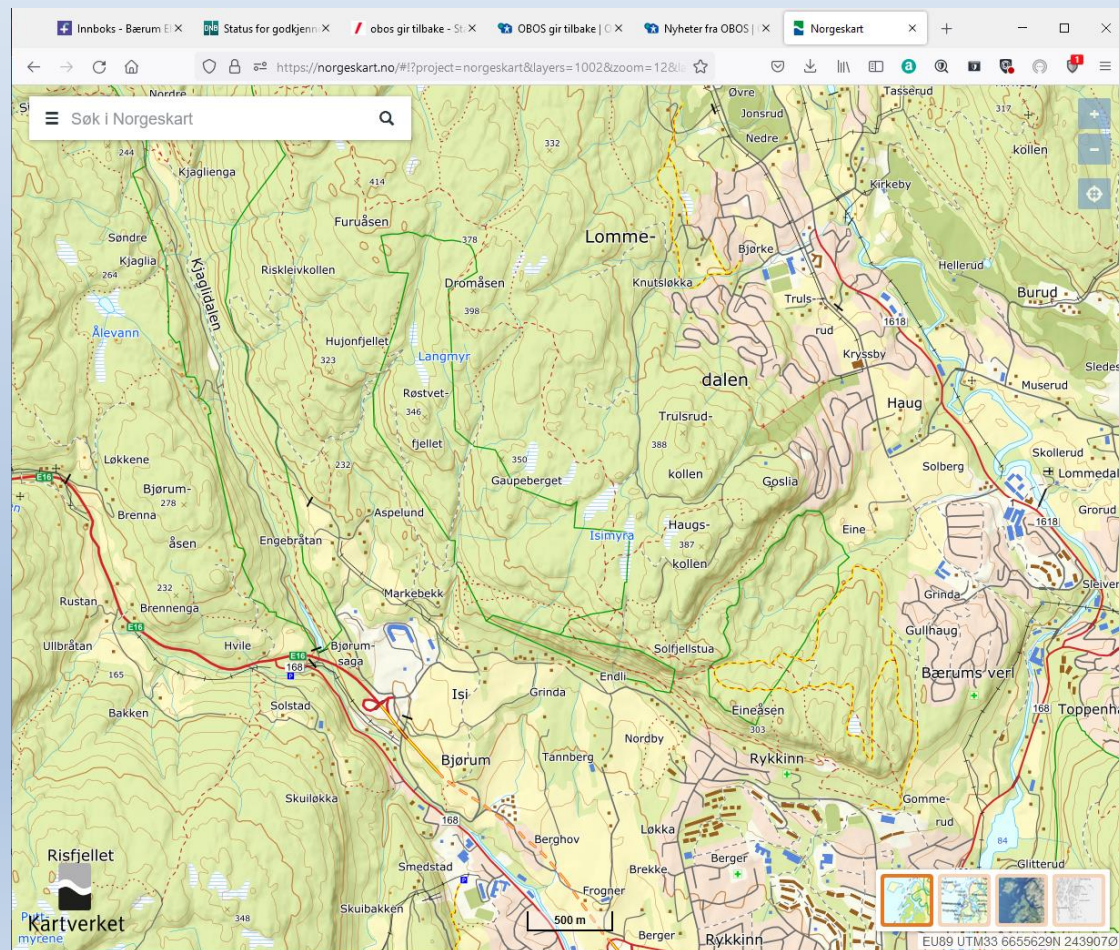 Innboks - Bærum El
Status for godkjenni
obos gir tilbake - St
OBOS gir tilbake | O
Nyheter fra OBOS |
Norgeskart
https://norgeskart.no/#!?project=norgeskart&layers=1002&zoom=12&l
1
Søk i Norgeskart
Nordre
Kjaglienga
244
332
414
Furuåsen
Øvre
Jonsrud
Nedre
Tasserud
317
kollen
Kirkeby
Søndre
Kjaglia
264
Kjaglidalen
Riskleivkollen
378
Dromåsen
398
Lomme-
Bjørke
Knutsløkka
Truls-
rud
Hellerud
Burud
Ålevann
Hujonfjellet
323
Langmyr
Røstvet-
346
fjellet
1618
Kryssby
dalen
Haug
Muserud
Sledes
Trulsrud-
388
kollen
Løkkene
E16
Bjørum-
278
Brenna
åsen
232
Aspelund
350
Gaupeberget
Goslia
Solberg
Skollerud
Lommedal
Grorud
Engebråtan
Isimyra
Haugs-
387
kollen
Eine
1618
232
Rustan
Brennenga
Markebekk
Grinda
Sleiver
E16
Ullbråtan
Hvile
E16
168
Bjørum-
saga
Solfjellstua
Gullhaug
165
Endli
Bærums verk
Isi
Grinda
Bakken
Solstad
Eineåsen
303
168
Toppenha
Nordby
Bjørum
Tannberg
Rykkinn
Skuiløkka
Gomme-
rud
168
Berghov
Løkka
84
Risfjellet
Smedstad
Berger
Brekke
Glitterud
Kartverket
348
Skuibakken
Frogner
myrene
500 m
Berger
Rykkinn
EU89 UTM33 6655629N 243907Ø